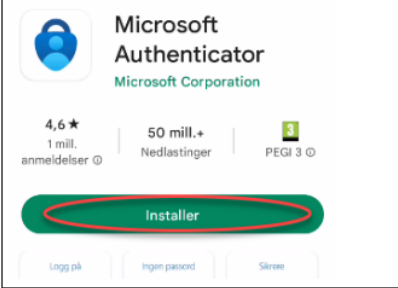 Microsoft
Authenticator
Microsoft Corporation
4,6 ★
1 mill.
anmeldelser
50 mill.+
Nedlastinger
3
PEGI 3
Installer
Logg på
Ingen passord
Sikrere